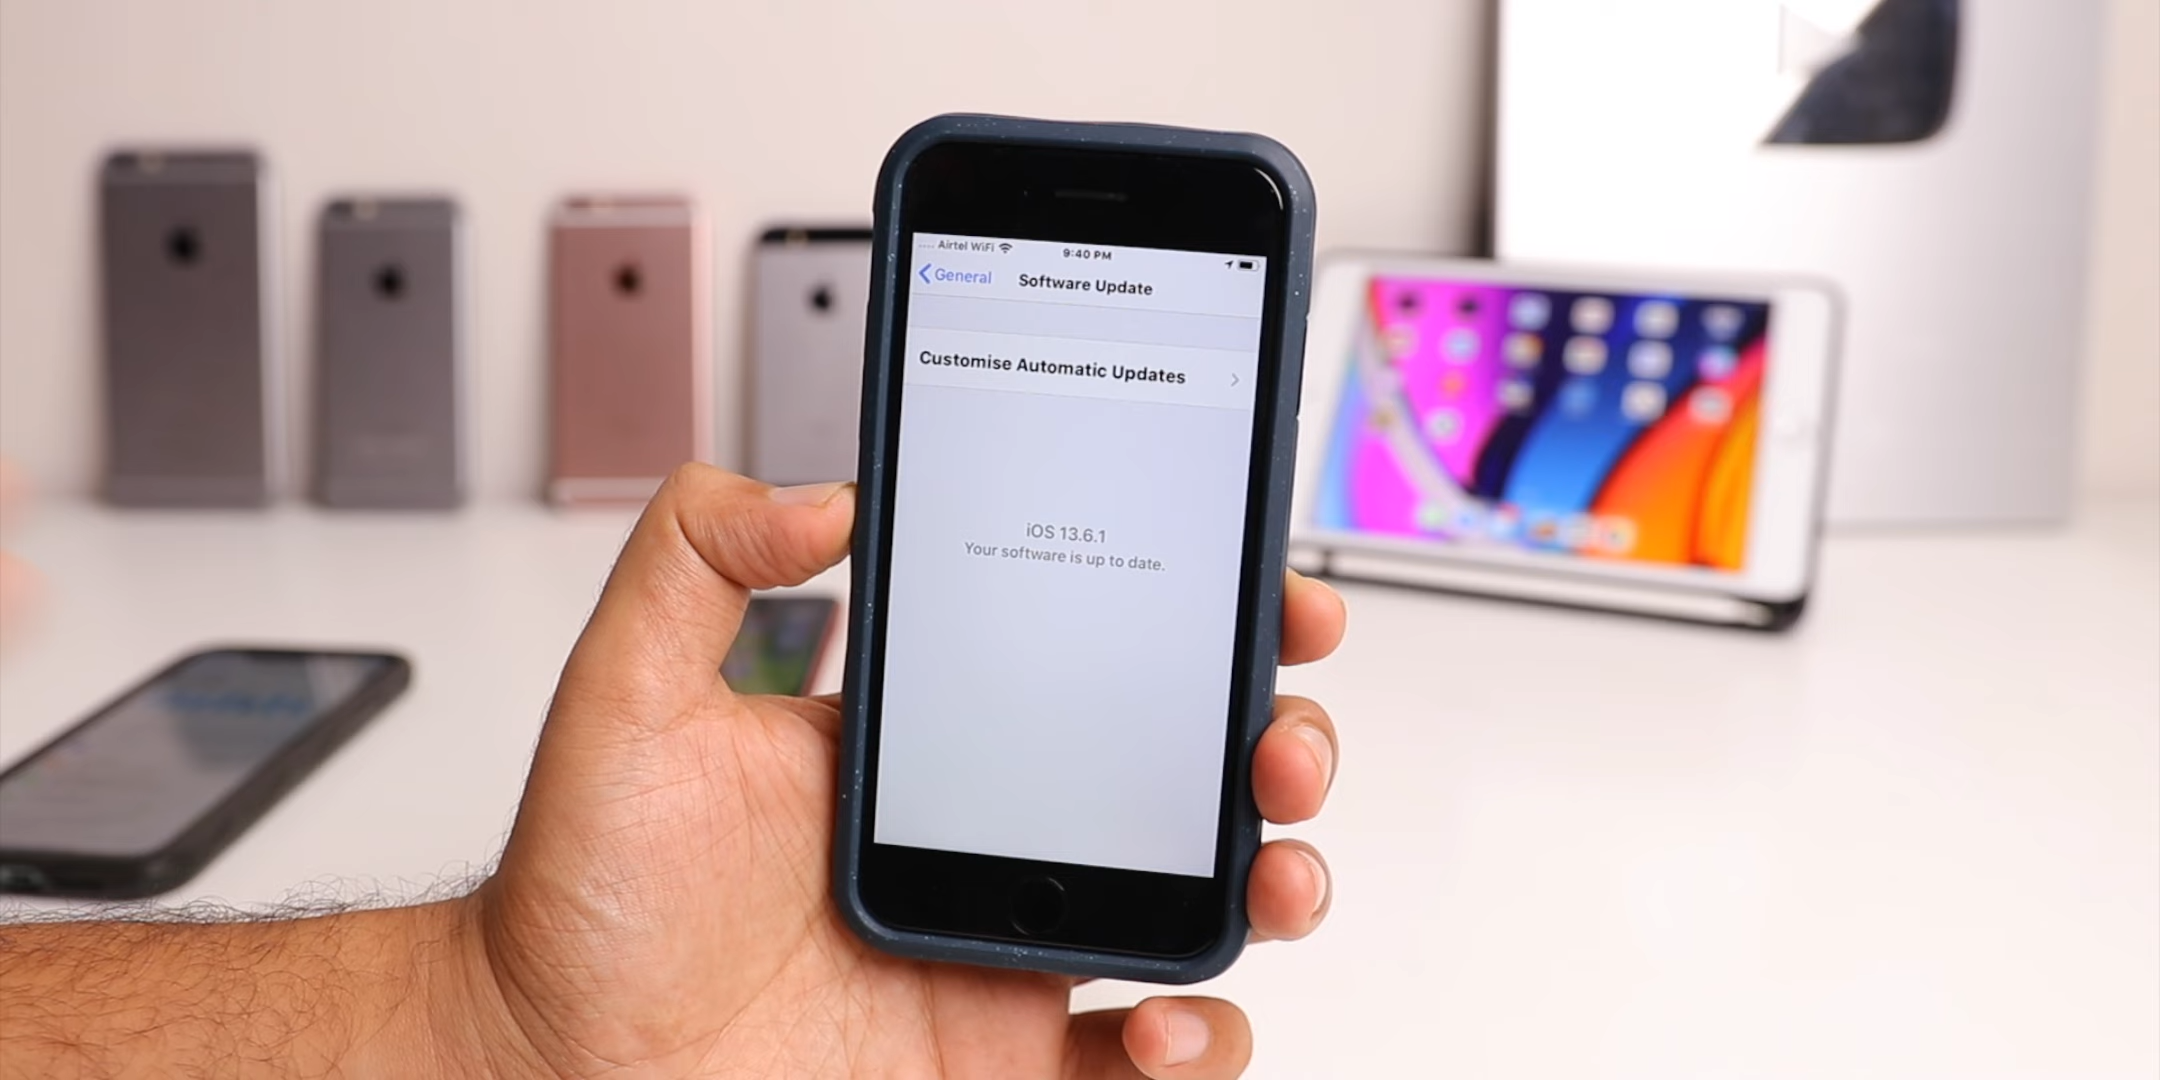 Airtel WiFi 9:40 PM
General Software Update
Customise Automatic Updates
iOS 13.6.1
Your software is up to date.